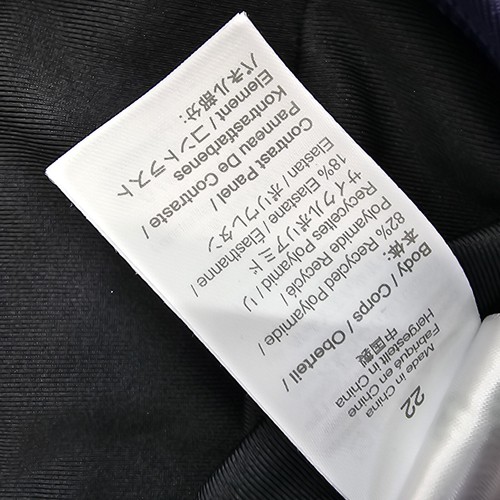 22
Made in China
Fabriqué en Chine
Hergestellt in China
中国製
Body / Corps / Oberteil /
本体:
82% Recycled Polyamide /
Polyamide Recyclé /
Recyceltes Polyamid / リ
サイクルポリアミド
18% Elastane / Élasthanne /
Elastan / ポリウレタン
Contrast Panel /
Panneau De Contraste /
Kontrastfarbenes
Element / コントラスト
パネル部分: